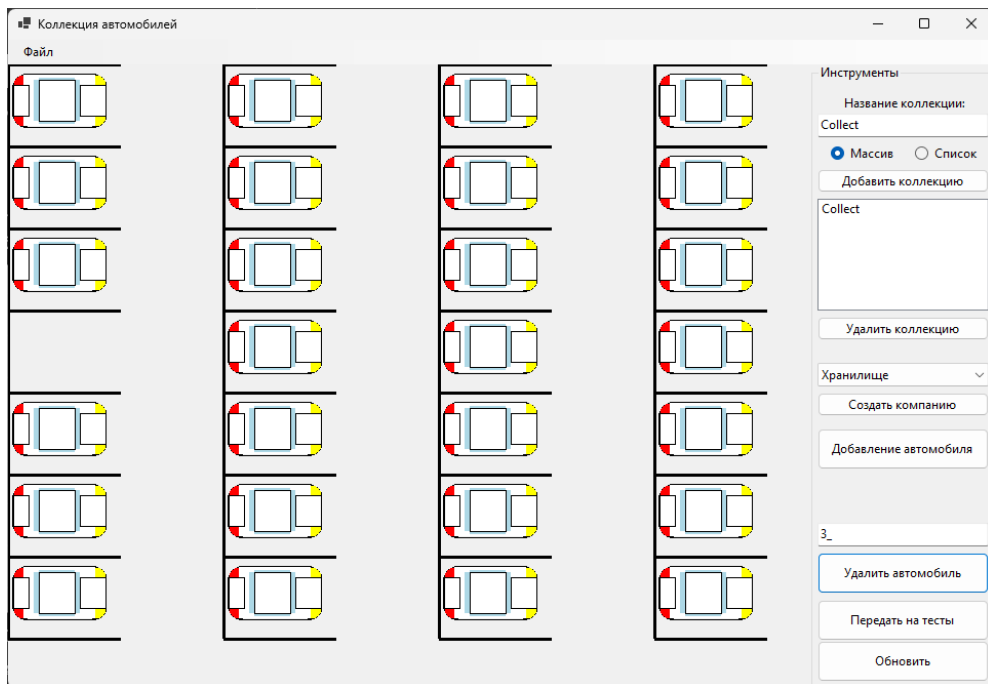 Коллекция автомобилей
Файл
Инструменты
Название коллекции:
Collect
Массив
Список
Добавить коллекцию
Collect
Удалить коллекцию
Хранилище
Создать компанию
Добавление автомобиля
3_
Удалить автомобиль
Передать на тесты
Обновить